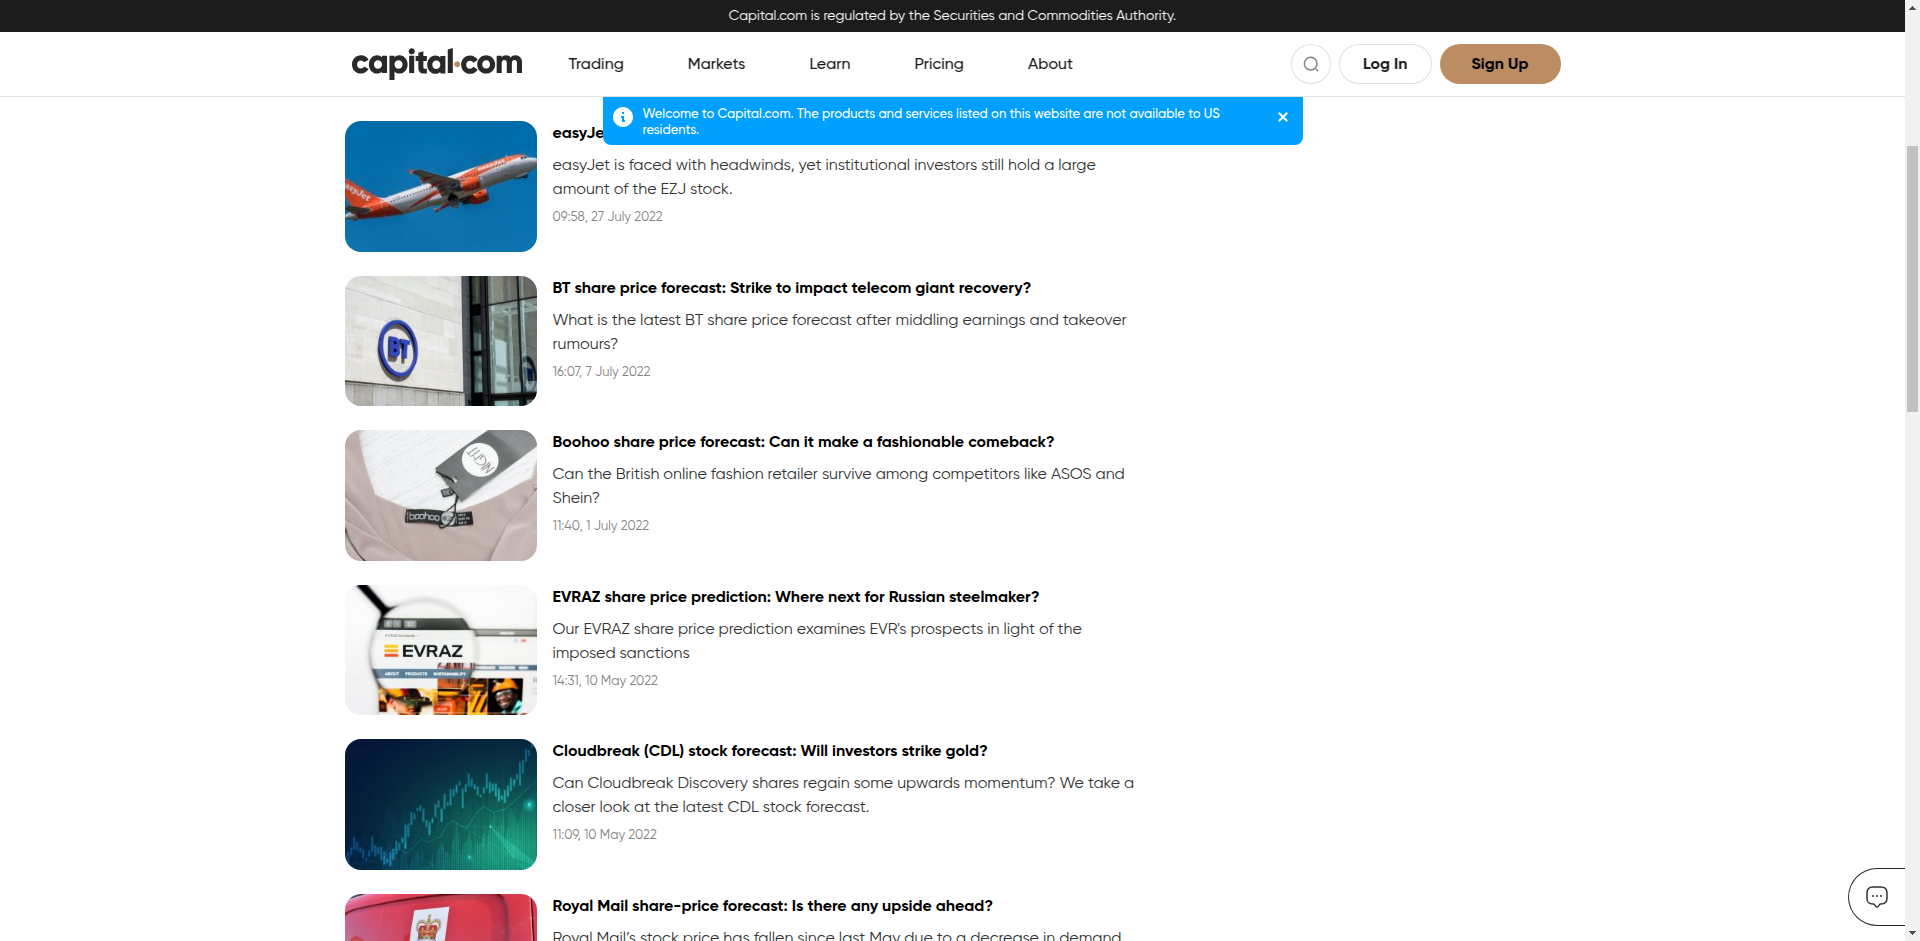 Capital.com is regulated by the Securities and Commodities Authority.
capital.com
Trading
Markets
Learn
Pricing
About
Log In
Sign Up
Welcome to Capital.com. The products and services listed on this website are not available to US
residents.
easyJe
easyJet is faced with headwinds, yet institutional investors still hold a large
amount of the EZJ stock.
09:58, 27 July 2022
BT
BT share price forecast: Strike to impact telecom giant recovery?
What is the latest BT share price forecast after middling earnings and takeover
rumours?
16:07, 7 July 2022
NIGHT
boohoo
Boohoo share price forecast: Can it make a fashionable comeback?
Can the British online fashion retailer survive among competitors like ASOS and
Shein?
11:40, 1 July 2022
EVRAZ
ABOUT PRODUCTS SUSTAINABILITY
EVRAZ share price prediction: Where next for Russian steelmaker?
Our EVRAZ share price prediction examines EVR's prospects in light of the
imposed sanctions
14:31, 10 May 2022
Cloudbreak (CDL) stock forecast: Will investors strike gold?
Can Cloudbreak Discovery shares regain some upwards momentum? We take a
closer look at the latest CDL stock forecast.
11:09, 10 May 2022
Royal Mail share-price forecast: Is there any upside ahead?
Royal Mail's stock price has fallen since last May due to a decrease in demand